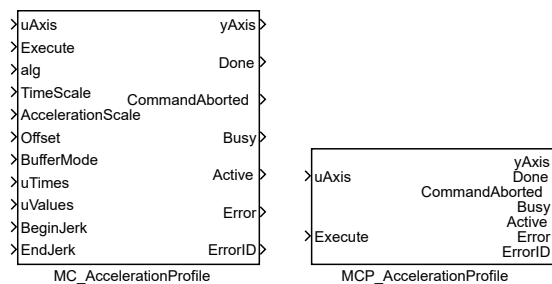 uAxis
Execute
alg
TimeScale
AccelerationScale
Offset
BufferMode
uTimes
uValues
BeginJerk
EndJerk
yAxis
Done
CommandAborted
Busy
Active
Error
ErrorID
MC_AccelerationProfile
uAxis
Execute
yAxis
Done
CommandAborted
Busy
Active
Error
ErrorID
MCP_AccelerationProfile